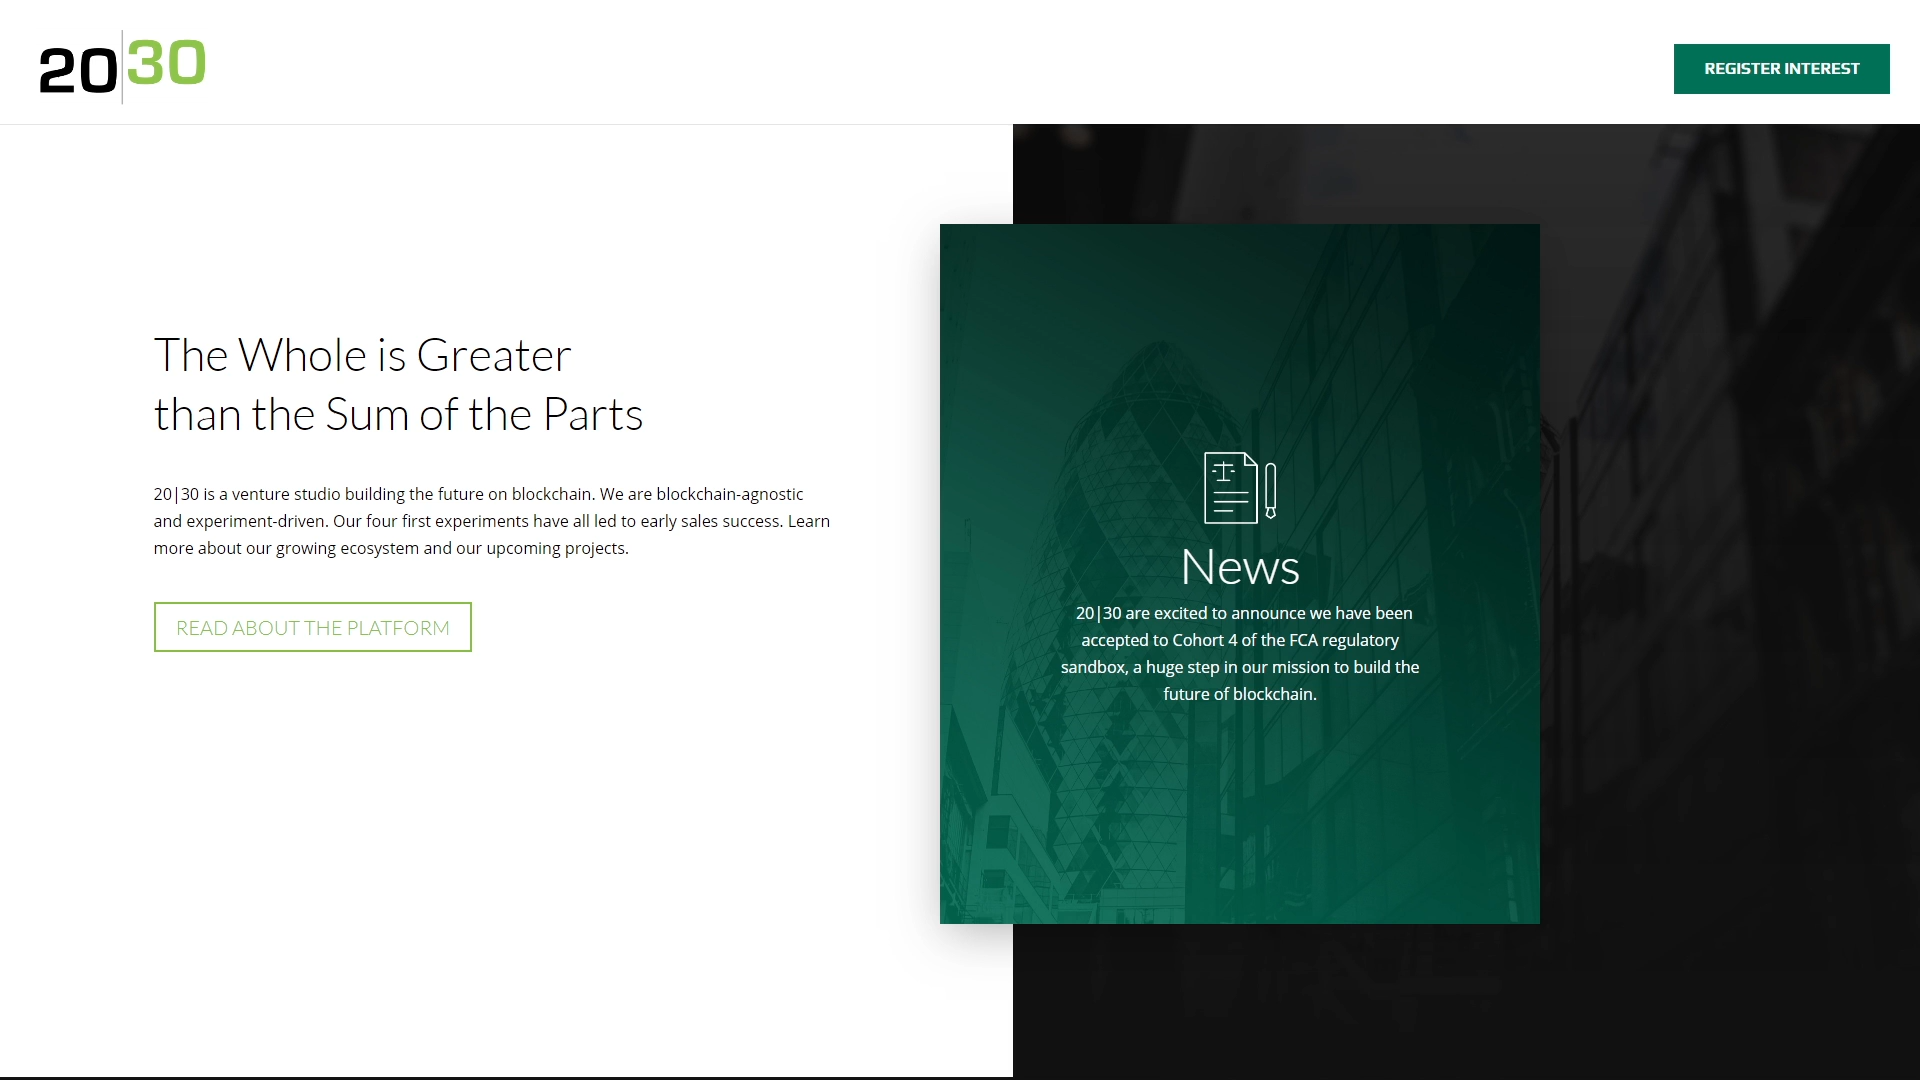 20|30
REGISTER INTEREST
The Whole is Greater
than the Sum of the Parts
20|30 is a venture studio building the future on blockchain. We are blockchain-agnostic
and experiment-driven. Our four first experiments have all led to early sales success. Learn
more about our growing ecosystem and our upcoming projects.
READ ABOUT THE PLATFORM
News
20|30 are excited to announce we have been
accepted to Cohort 4 of the FCA regulatory
sandbox, a huge step in our mission to build the
future of blockchain.